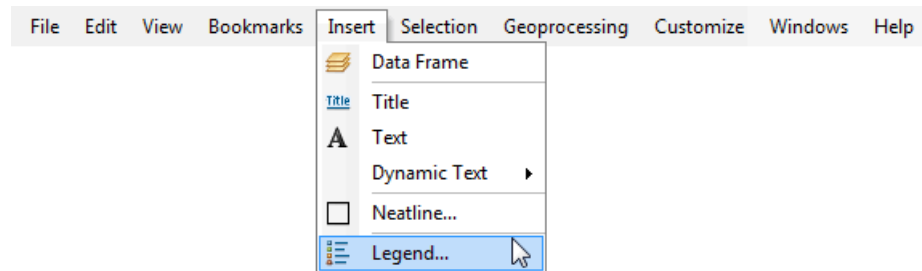 File Edit View Bookmarks Insert Selection Geoprocessing Customize Windows Help
Data Frame
Title Title
A Text
Dynamic Text
Neatline...
Legend...